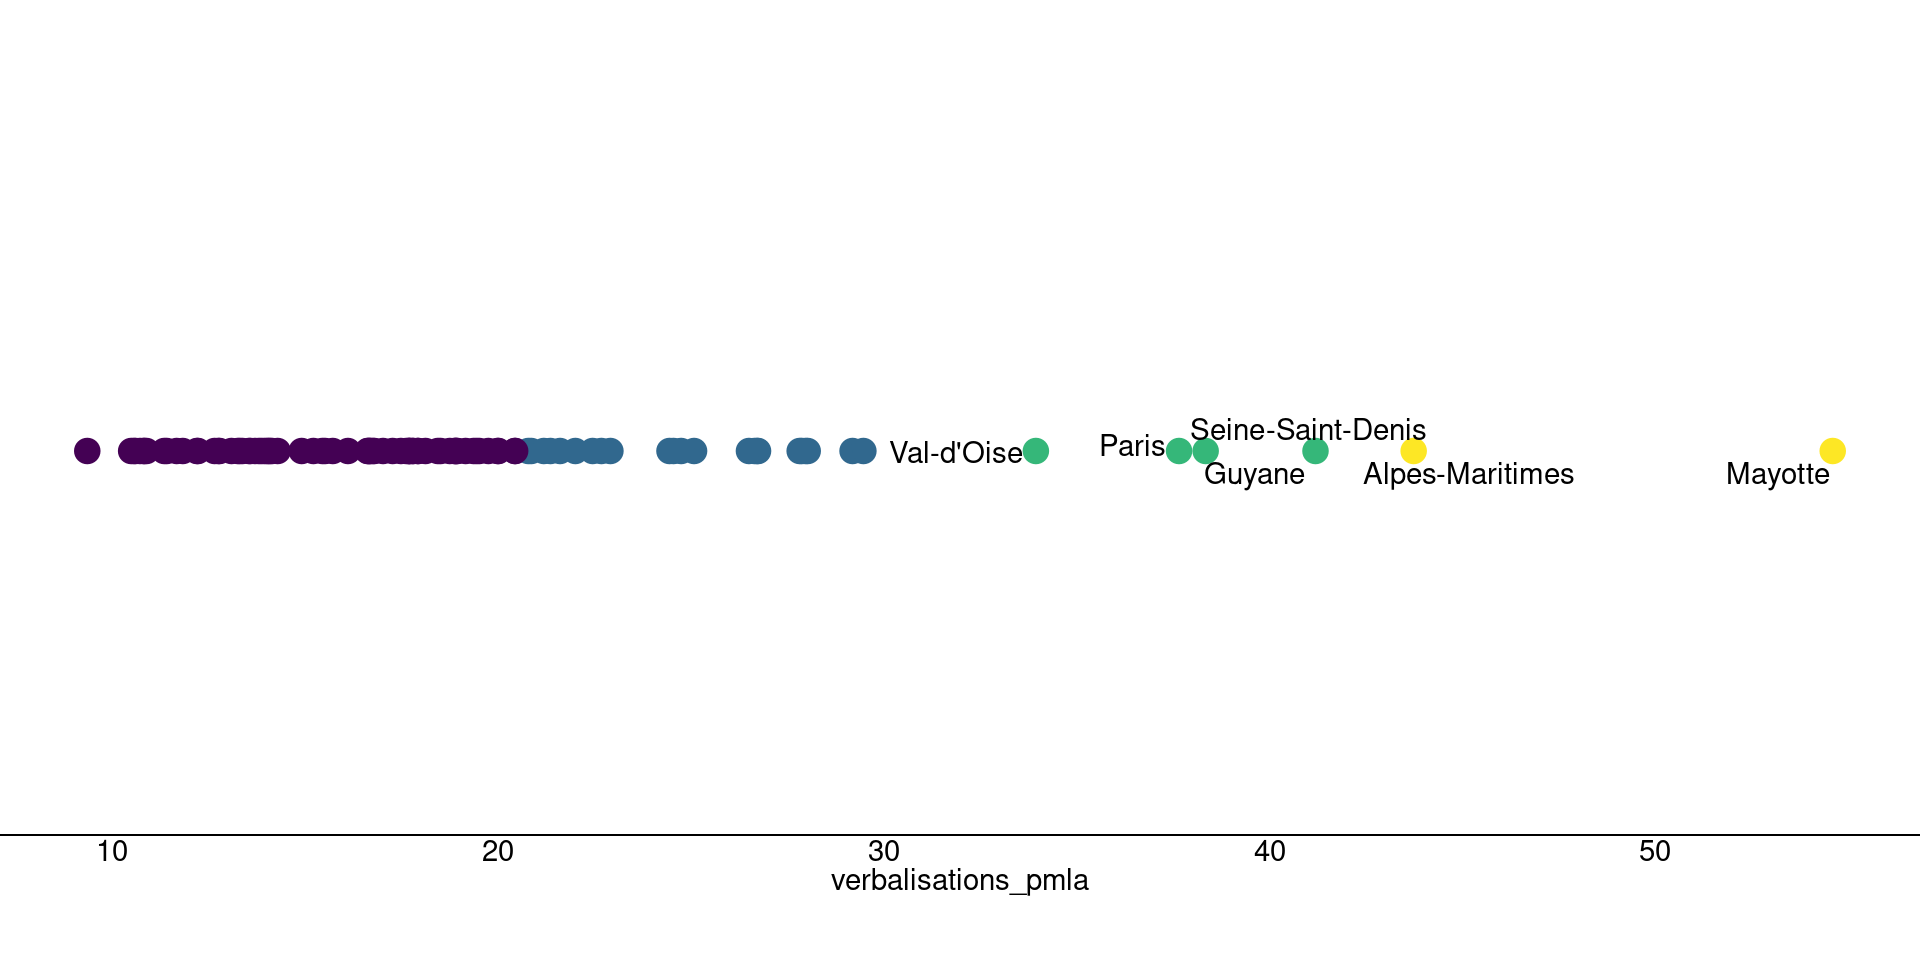 Seine-Saint-Denis
Val-d'Oise
Paris
Guyane
Alpes-Maritimes
Mayotte
10 20 30 40 50
verbalisations_pmla